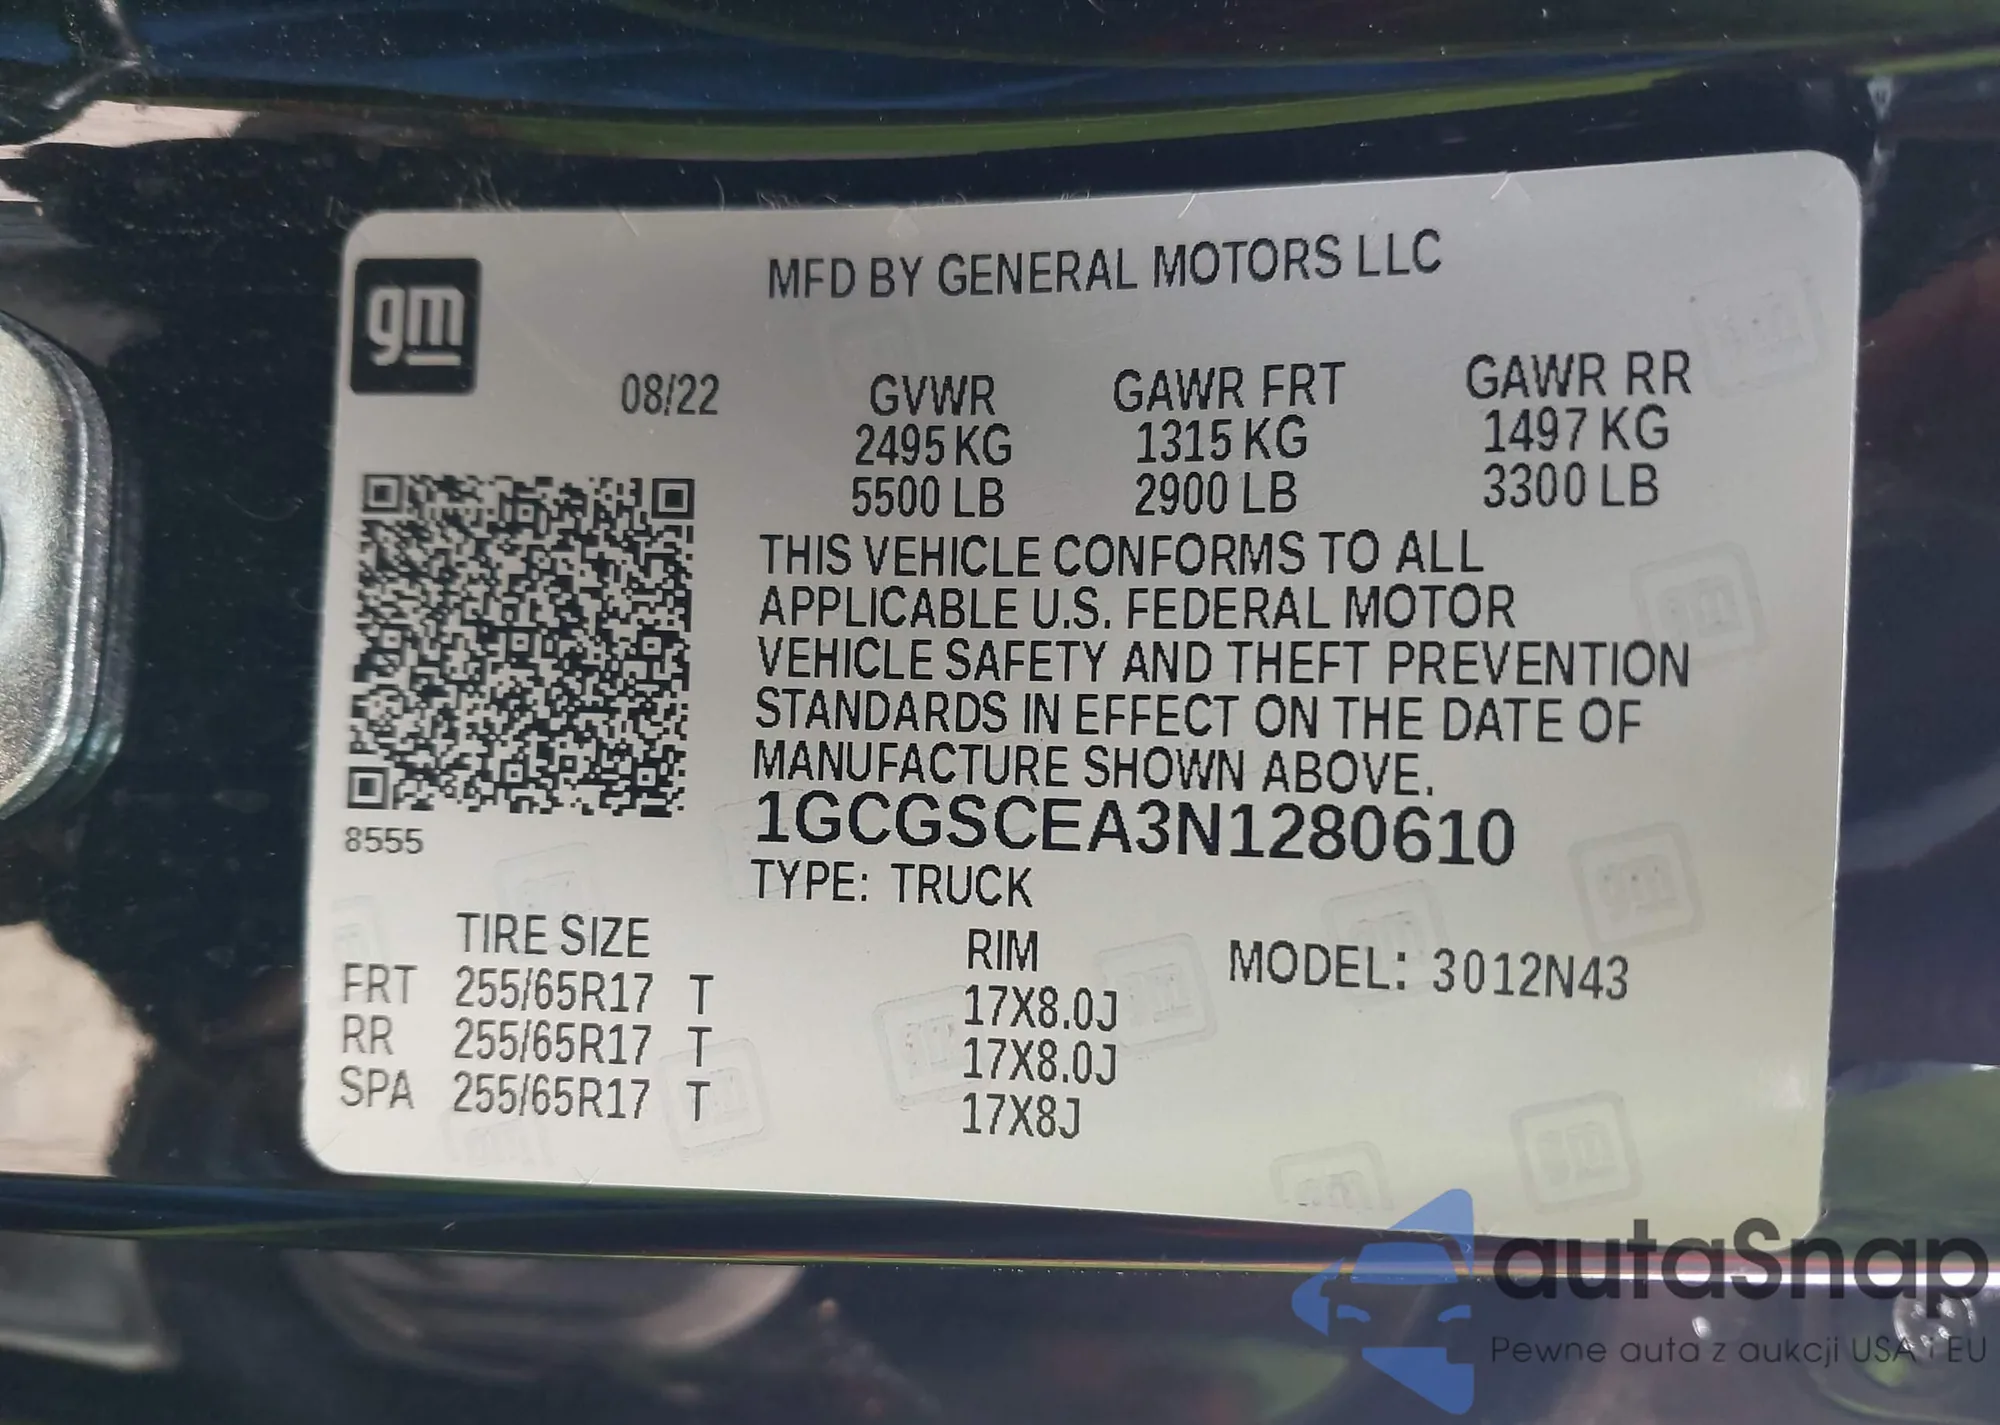 gm
MFD BY GENERAL MOTORS LLC
08/22 GVWR GAWR FRT GAWR RR
2495 KG 1315 KG 1497 KG
5500 LB 2900 LB 3300 LB
THIS VEHICLE CONFORMS TO ALL
APPLICABLE U.S. FEDERAL MOTOR
VEHICLE SAFETY AND THEFT PREVENTION
STANDARDS IN EFFECT ON THE DATE OF
MANUFACTURE SHOWN ABOVE.
1GCGSCEA3N1280610
8555
TYPE: TRUCK
TIRE SIZE RIM MODEL: 3012N43
FRT 255/65R17 T 17X8.0J
RR 255/65R17 T 17X8.0J
SPA 255/65R17 T 17X8J
autaSnap
Pewne auta z aukcji USA i EU